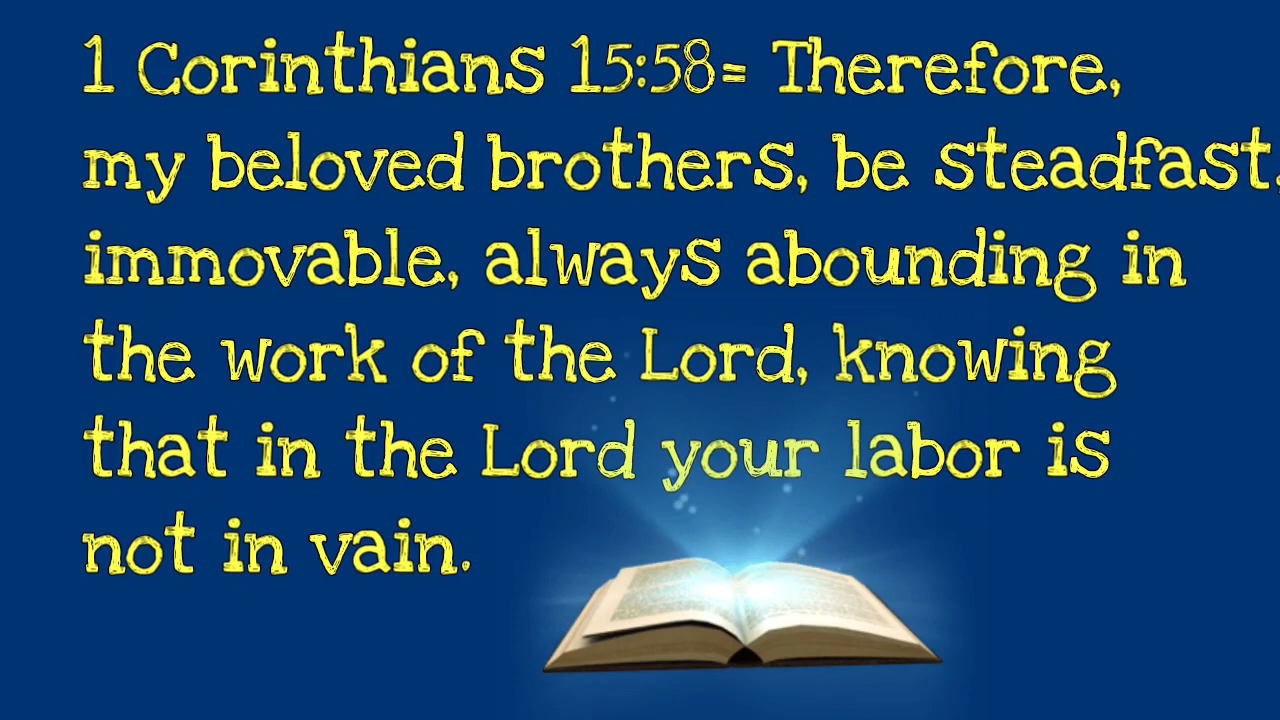 1 Corinthians 15:58= Therefore,
my beloved brothers, be steadfast,
immovable, always abounding in
the work of the Lord, knowing
that in the Lord your labor is
not in vain.